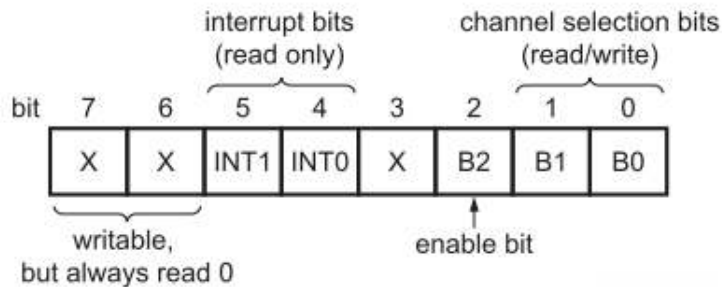 interrupt bits
(read only)
channel selection bits
(read/write)
bit 7 6 5 4 3 2 1 0
X X INT1 INT0 X B2 B1 B0
writable,
but always read 0
enable bit